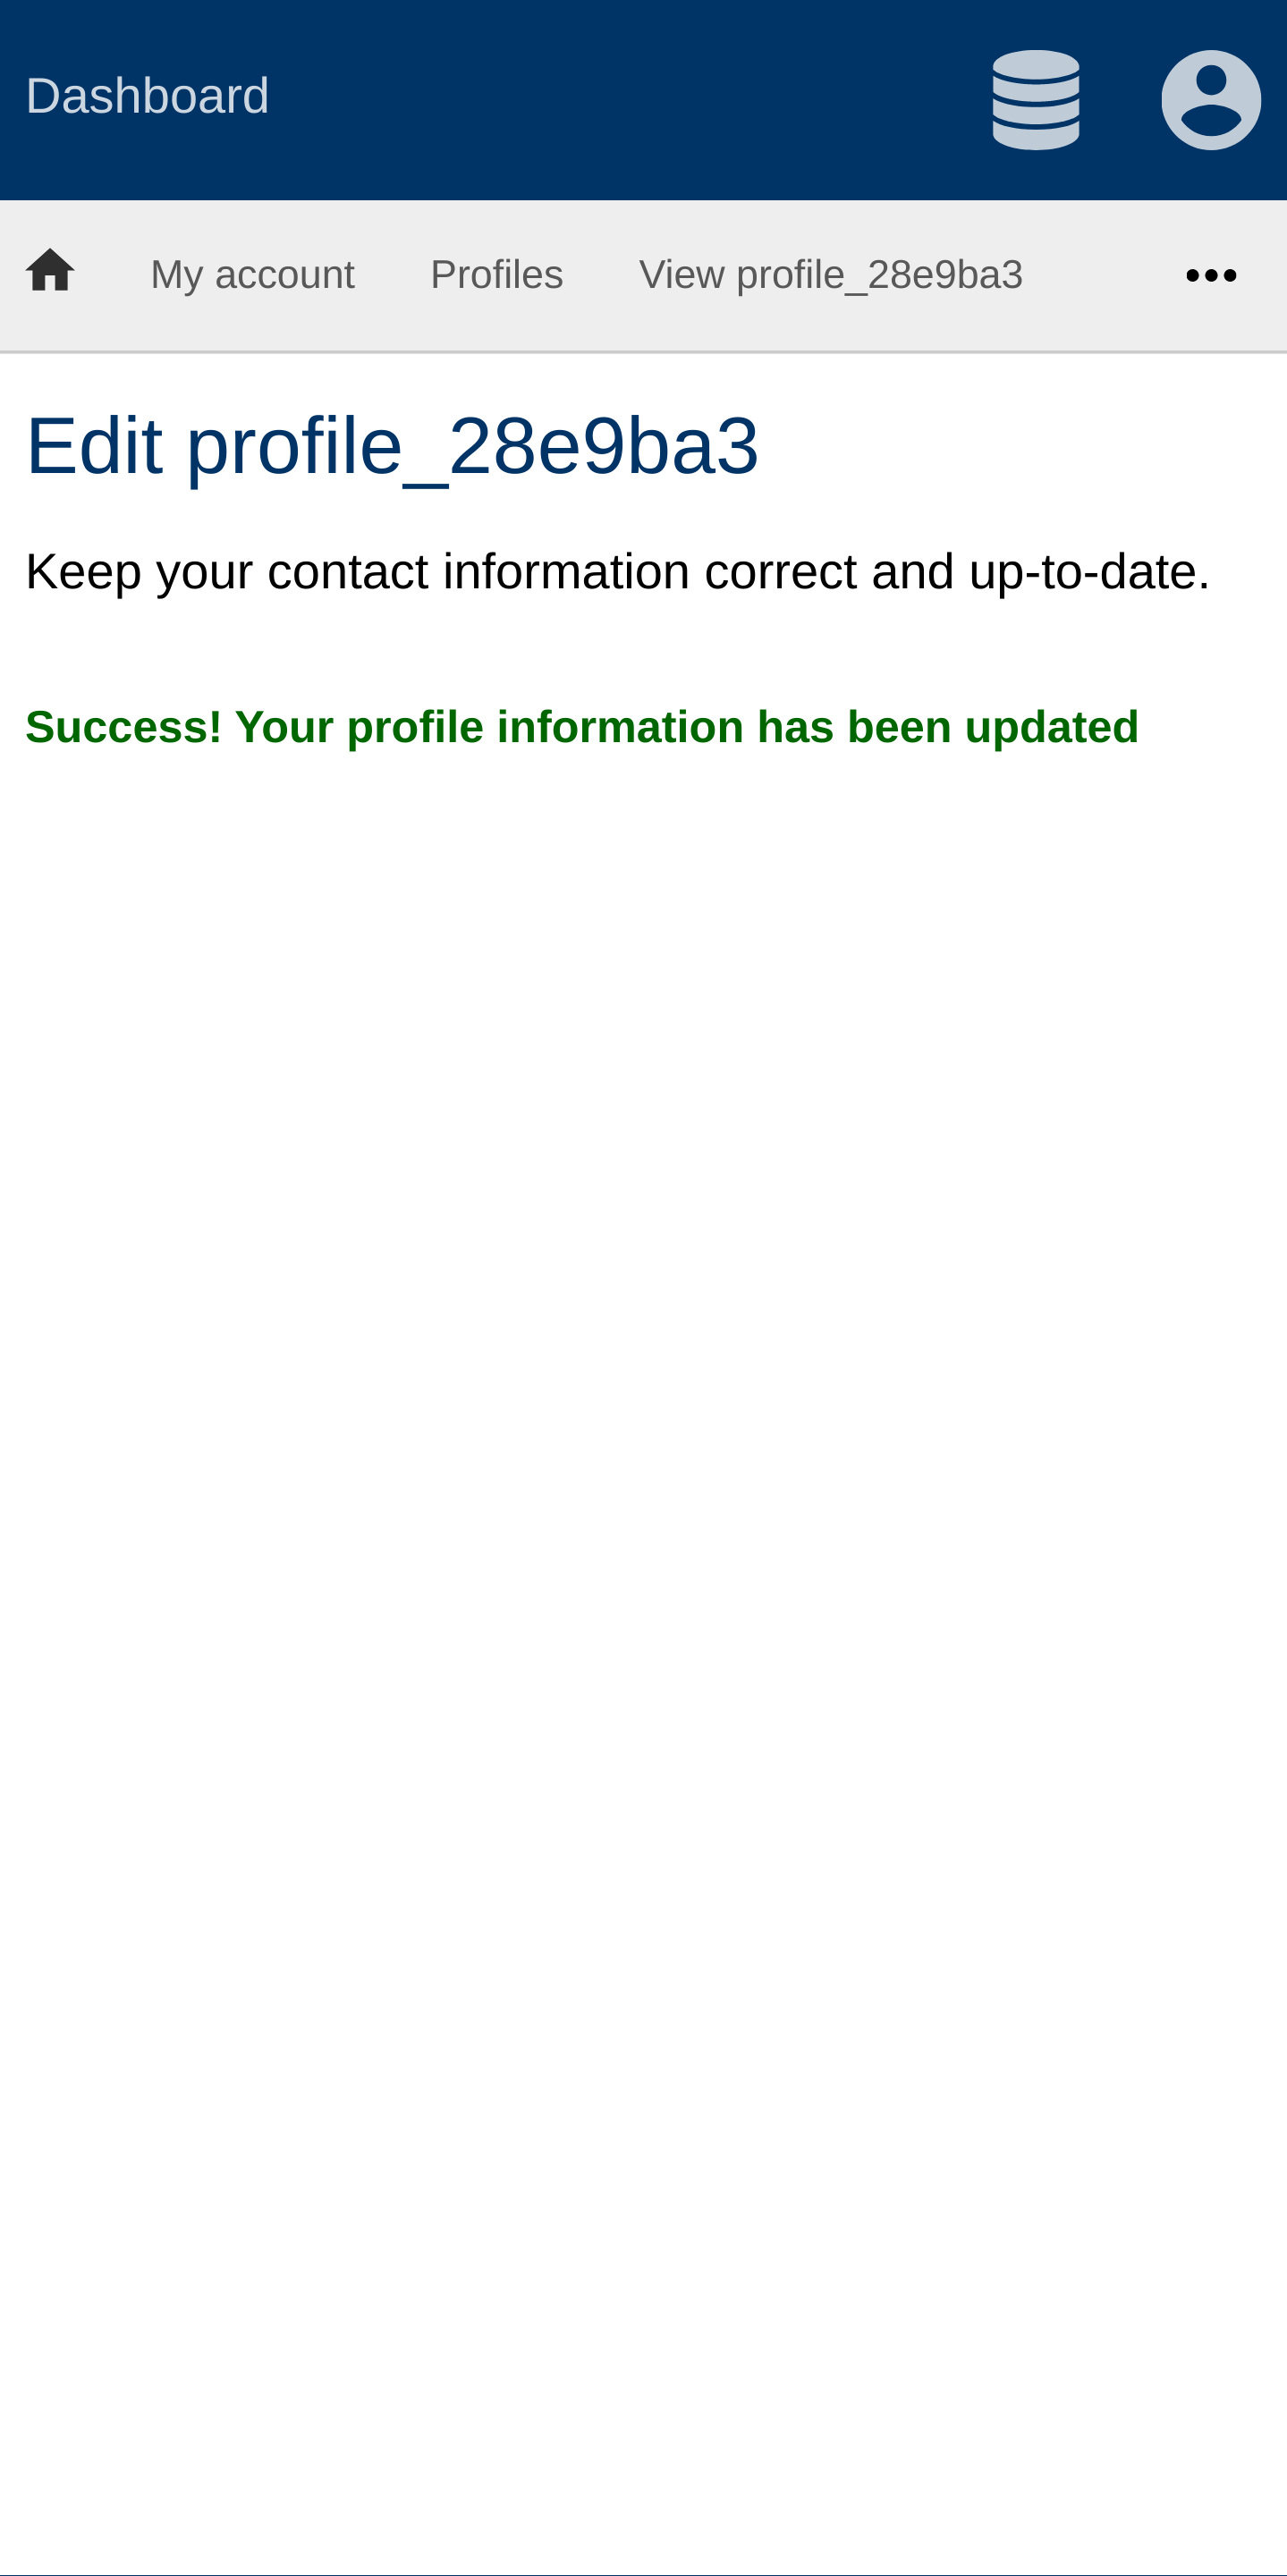 Dashboard
My account Profiles View profile_28e9ba3
Edit profile_28e9ba3
Keep your contact information correct and up-to-date.
Success! Your profile information has been updated